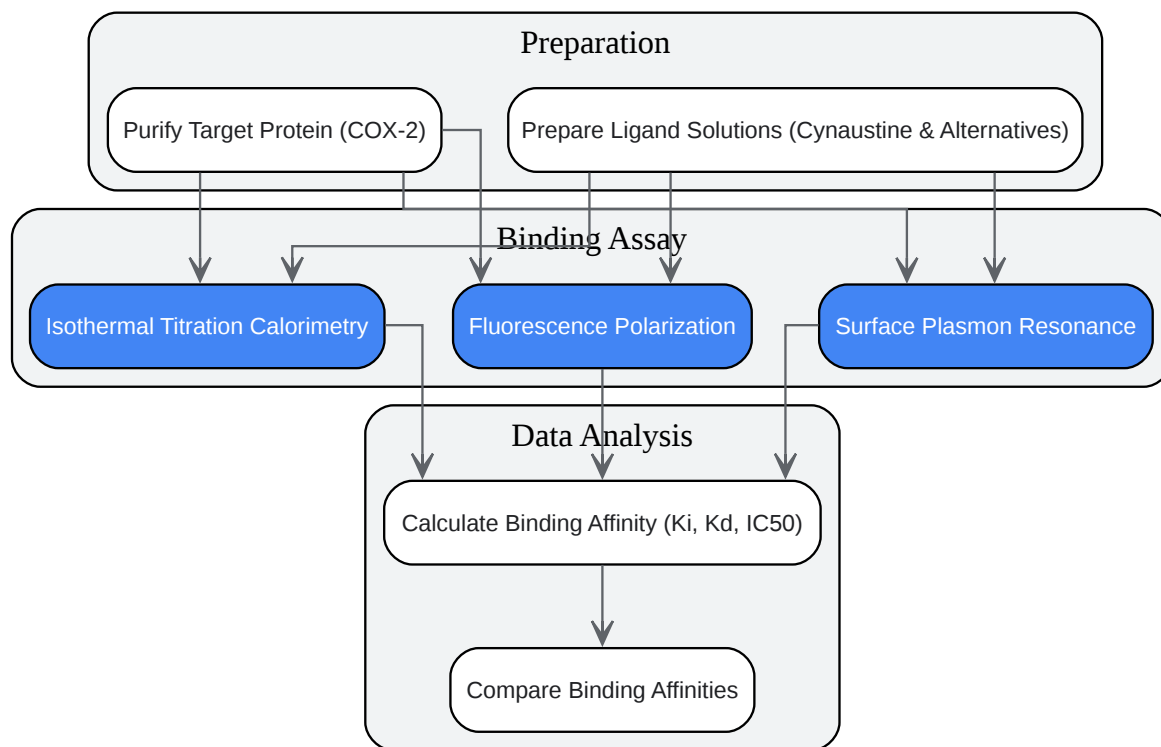 Preparation
Purify Target Protein (COX-2)
Prepare Ligand Solutions (Cynaustine & Alternatives)
Binding Assay
Isothermal Titration Calorimetry
Fluorescence Polarization
Surface Plasmon Resonance
Data Analysis
Calculate Binding Affinity (Ki, Kd, IC50)
Compare Binding Affinities